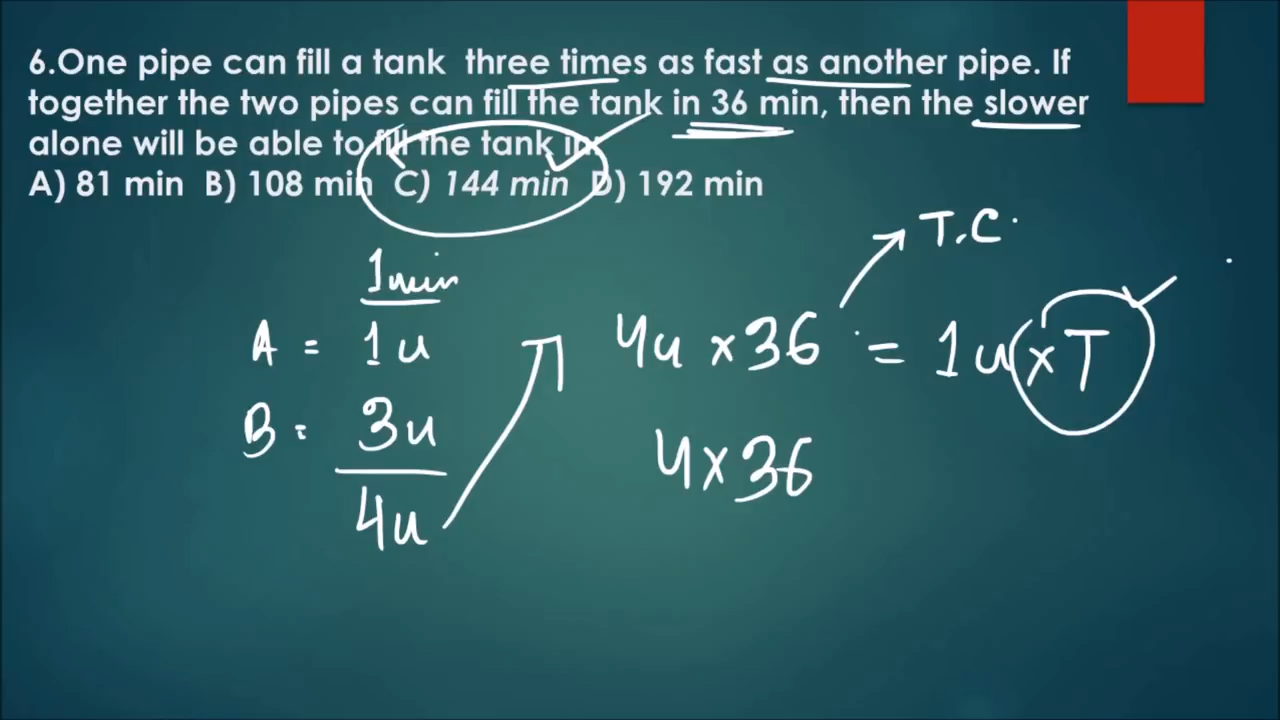 6.One pipe can fill a tank three times as fast as another pipe. If
together the two pipes can fill the tank in 36 min, then the slower
alone will be able to fill the tank in:
A) 81 min B) 108 min C) 144 min D) 192 min
T.C.
1min
A = 1u
4u × 36 = 1u × T
B = 3u
4 × 36
4u